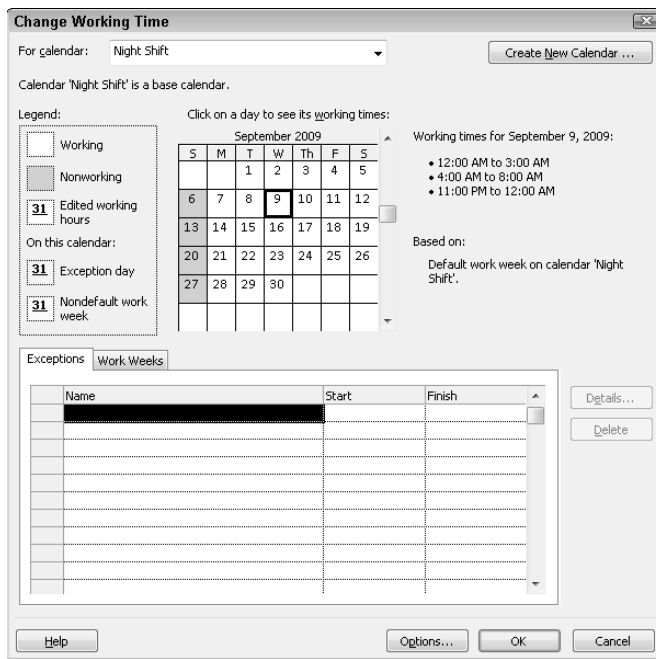 Change Working Time
For calendar: Night Shift
Create New Calendar ...
Calendar 'Night Shift' is a base calendar.
Legend:
Working
Nonworking
31 Edited working hours
On this calendar:
31 Exception day
31 Nondefault work week
Click on a day to see its working times:
September 2009
S M T W Th F S
1 2 3 4 5
6 7 8 9 10 11 12
13 14 15 16 17 18 19
20 21 22 23 24 25 26
27 28 29 30
Working times for September 9, 2009:
• 12:00 AM to 3:00 AM
• 4:00 AM to 8:00 AM
• 11:00 PM to 12:00 AM
Based on:
Default work week on calendar 'Night
Shift'.
Exceptions Work Weeks
Name Start Finish
Details...
Delete
Help Options... OK Cancel